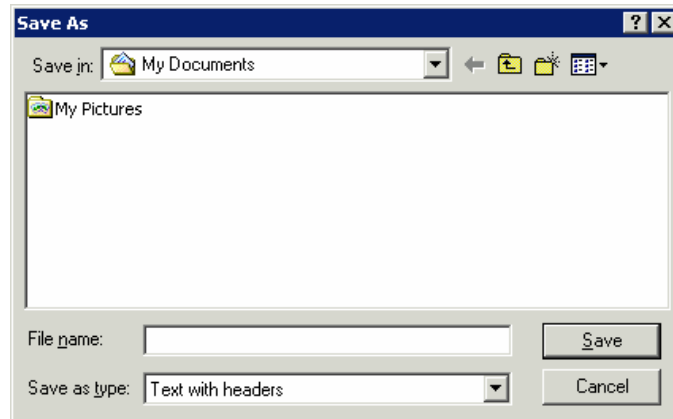 Save As
Save in: My Documents
My Pictures
File name:
Save
Save as type: Text with headers
Cancel